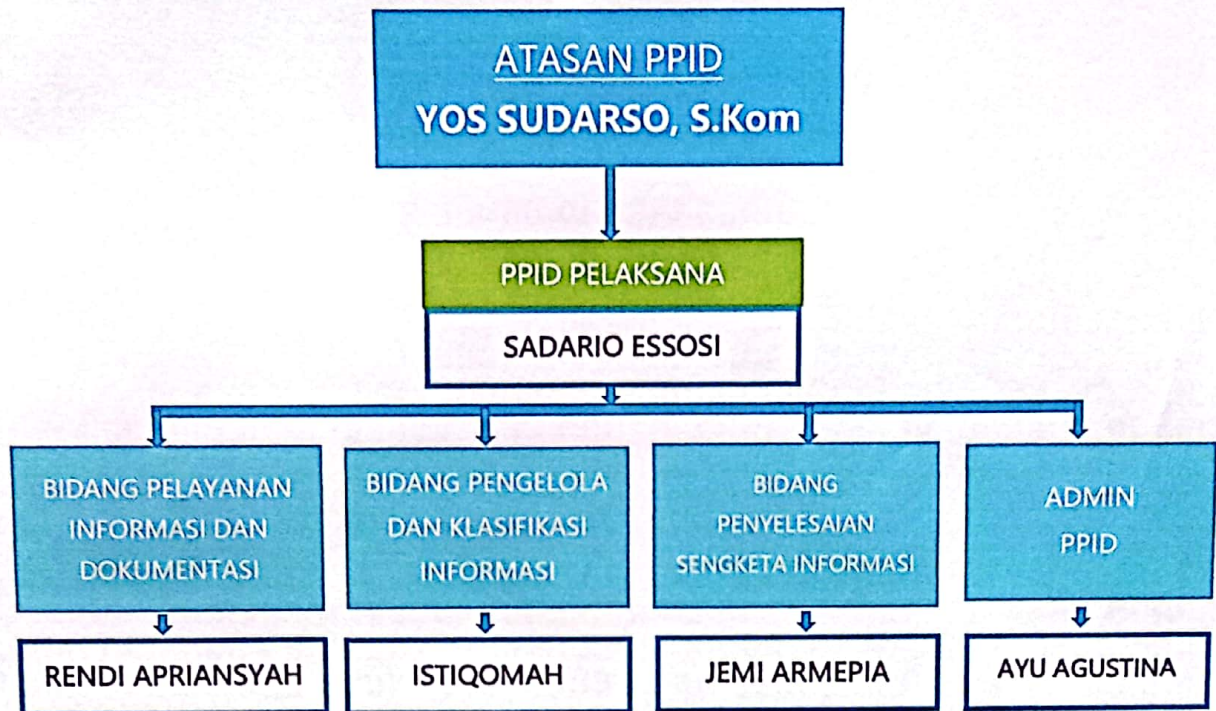 ATASAN PPID
YOS SUDARSO, S.Kom
PPID PELAKSANA
SADARIO ESSOSI
BIDANG PELAYANAN
INFORMASI DAN
DOKUMENTASI
BIDANG PENGELOLA
DAN KLASIFIKASI
INFORMASI
BIDANG
PENYELESAIAN
SENGKETA INFORMASI
ADMIN
PPID
RENDI APRIANSYAH
ISTIQOMAH
JEMI ARMEPIA
AYU AGUSTINA